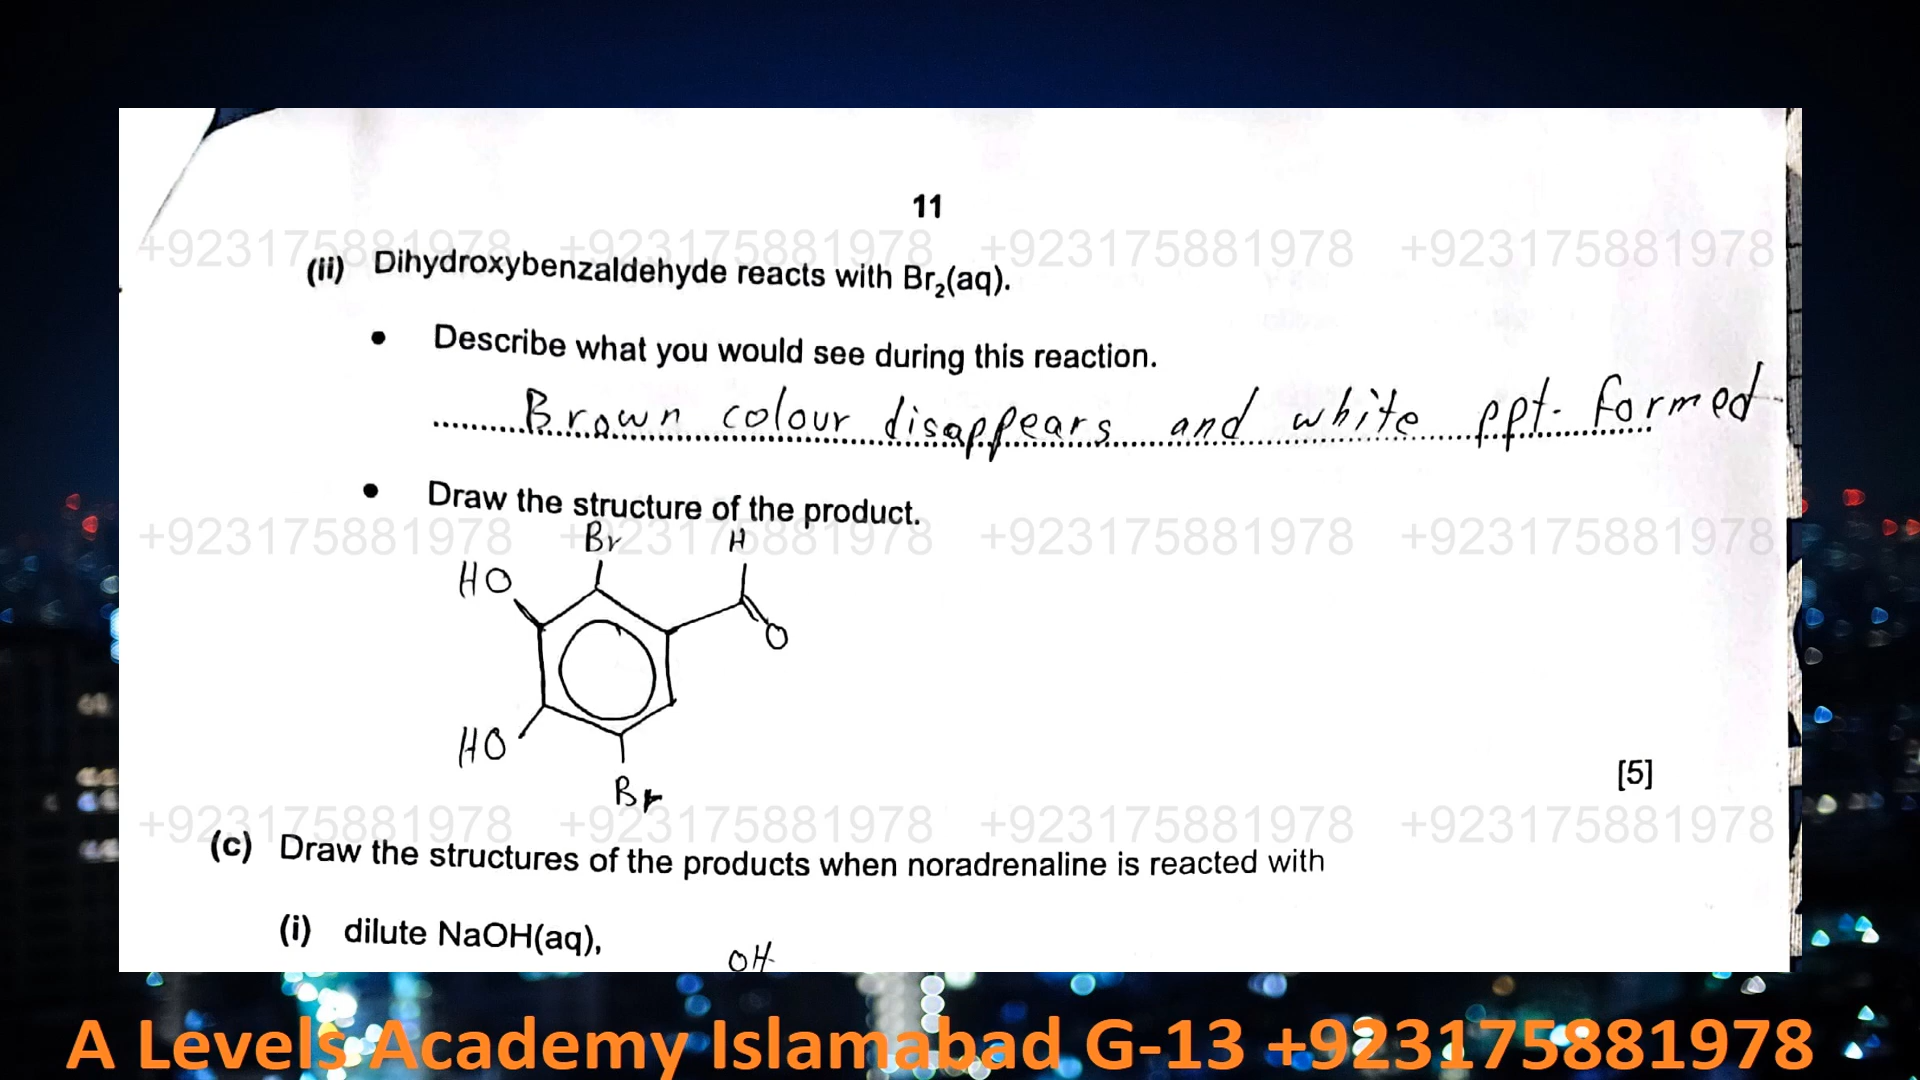 11
+923175881978 +923175881978 +923175881978 +923175881978
(ii) Dihydroxybenzaldehyde reacts with Br₂(aq).
• Describe what you would see during this reaction.
Brown colour disappears and white ppt. formed
• Draw the structure of the product.
+923175881978 +923175881978 +923175881978 +923175881978
Br H
HO
O
HO
Br
[5]
+923175881978 +923175881978 +923175881978 +923175881978
(c) Draw the structures of the products when noradrenaline is reacted with
(i) dilute NaOH(aq),
OH
A Levels Academy Islamabad G-13 +923175881978